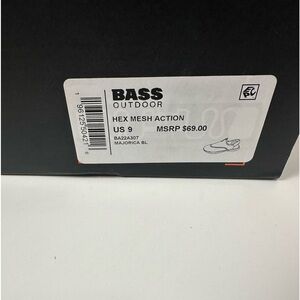 BASS
OUTDOOR
HEX MESH ACTION
US 9 MSRP $69.00
BA22A307
MAJORICA BL